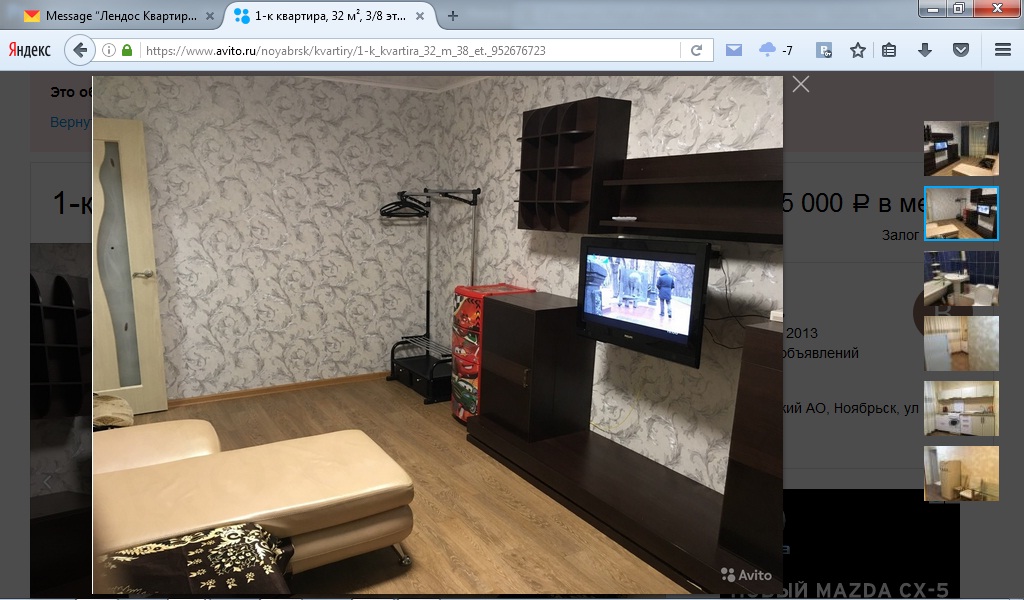 Message "Лендос Квартир...
1-к квартира, 32 м², 3/8 эт...
Яндекс
https://www.avito.ru/noyabrsk/kvartiry/1-k_kvartira_32_m_38_et._952676723
-7
Это об
Верну
1-к
5 000 ₽ в ме
Залог
2013
объявлений
кий АО, Ноябрьск, ул
Avito
НОВЫЙ MAZDA CX-5